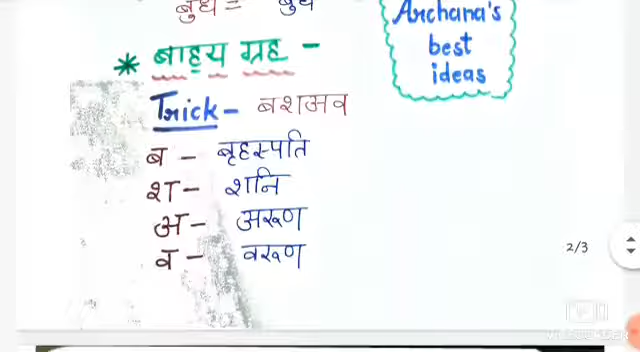 बुध = बुध
Archana's
best
ideas
* बाह्य ग्रह -
Trick - बशअव
ब - बृहस्पति
श - शनि
अ - अरुण
व - वरुण
2/3